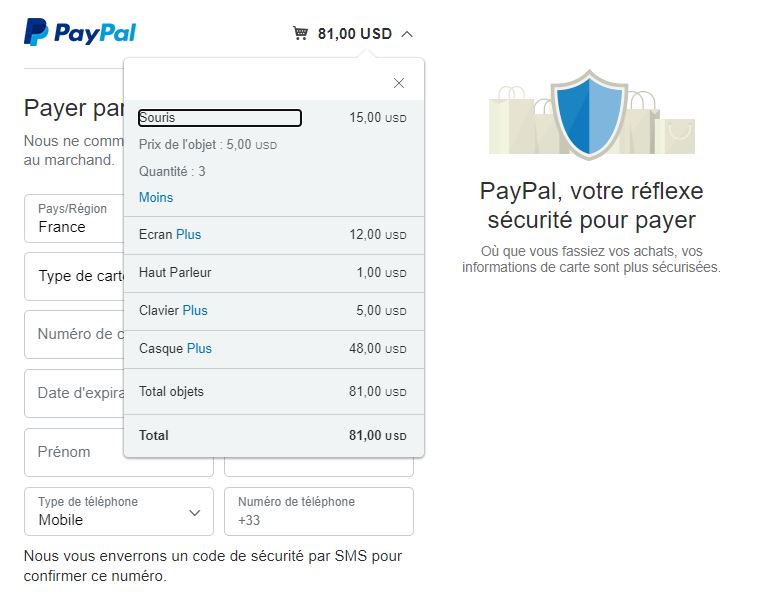 PayPal
81,00 USD
Payer par
Nous ne comm
au marchand.
Souris 15,00 USD
Prix de l'objet : 5,00 USD
Quantité : 3
Moins
Ecran Plus 12,00 USD
Haut Parleur 1,00 USD
Clavier Plus 5,00 USD
Casque Plus 48,00 USD
Total objets 81,00 USD
Total 81,00 USD
Pays/Région
France
Type de carte
Numéro de c
Date d'expira
Prénom
Type de téléphone
Mobile
Numéro de téléphone
+33
Nous vous enverrons un code de sécurité par SMS pour
confirmer ce numéro.
PayPal, votre réflexe
sécurité pour payer
Où que vous fassiez vos achats, vos
informations de carte sont plus sécurisées.